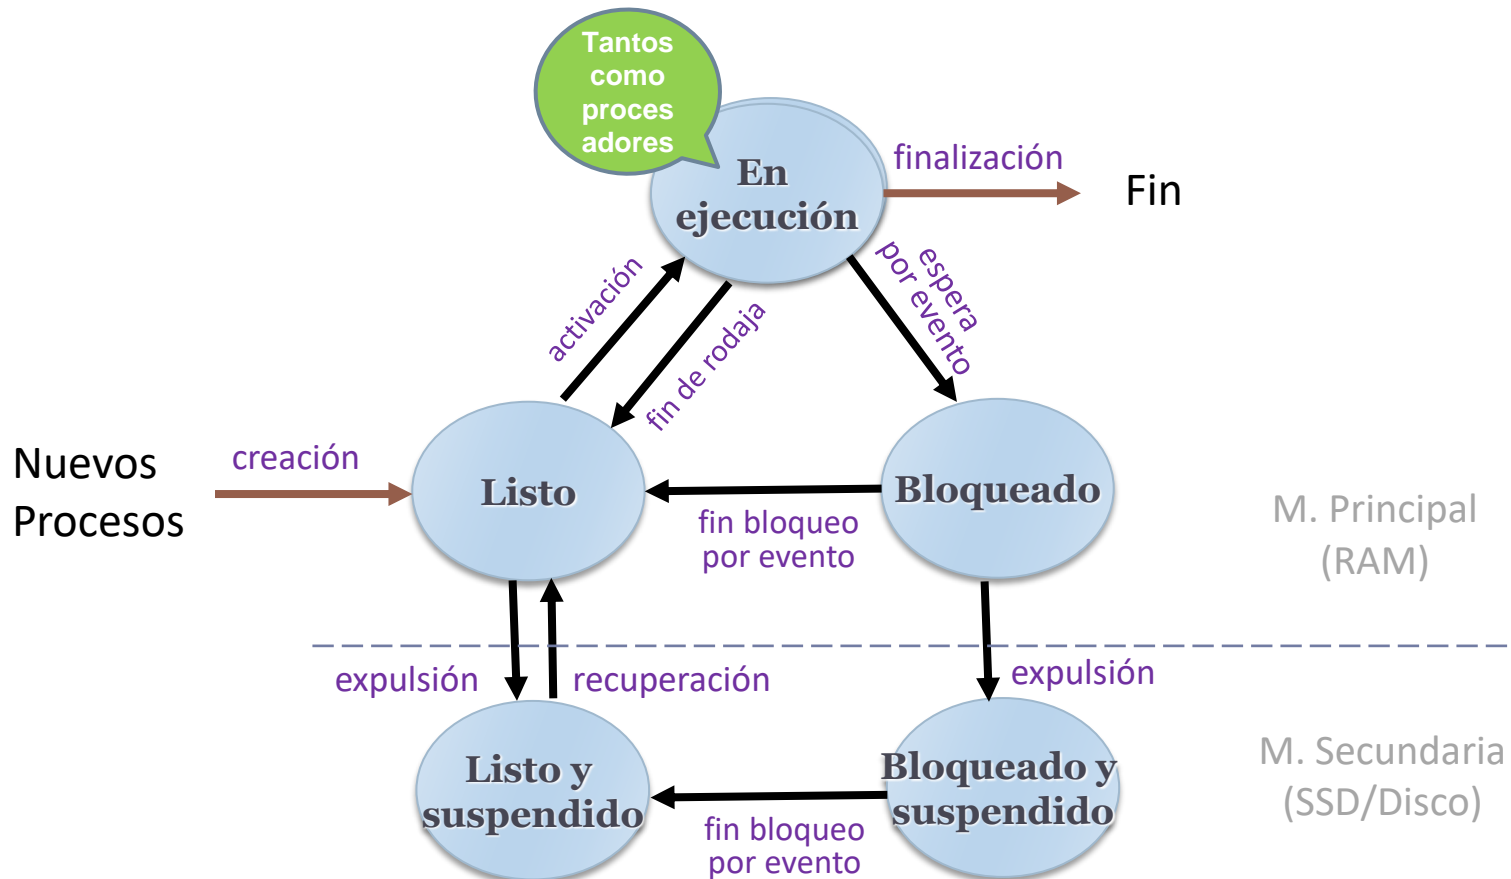 Tantos
como
proces
adores
En
ejecución
finalización
Fin
activación
fin de rodaja
espera
por evento
Nuevos
Procesos
creación
Listo
Bloqueado
fin bloqueo
por evento
M. Principal
(RAM)
expulsión
recuperación
expulsión
Listo y
suspendido
Bloqueado y
suspendido
fin bloqueo
por evento
M. Secundaria
(SSD/Disco)